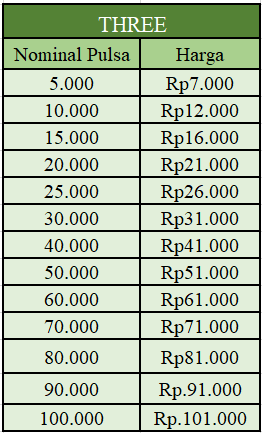 THREE
Nominal Pulsa Harga
5.000 Rp7.000
10.000 Rp12.000
15.000 Rp16.000
20.000 Rp21.000
25.000 Rp26.000
30.000 Rp31.000
40.000 Rp41.000
50.000 Rp51.000
60.000 Rp61.000
70.000 Rp71.000
80.000 Rp81.000
90.000 Rp.91.000
100.000 Rp.101.000